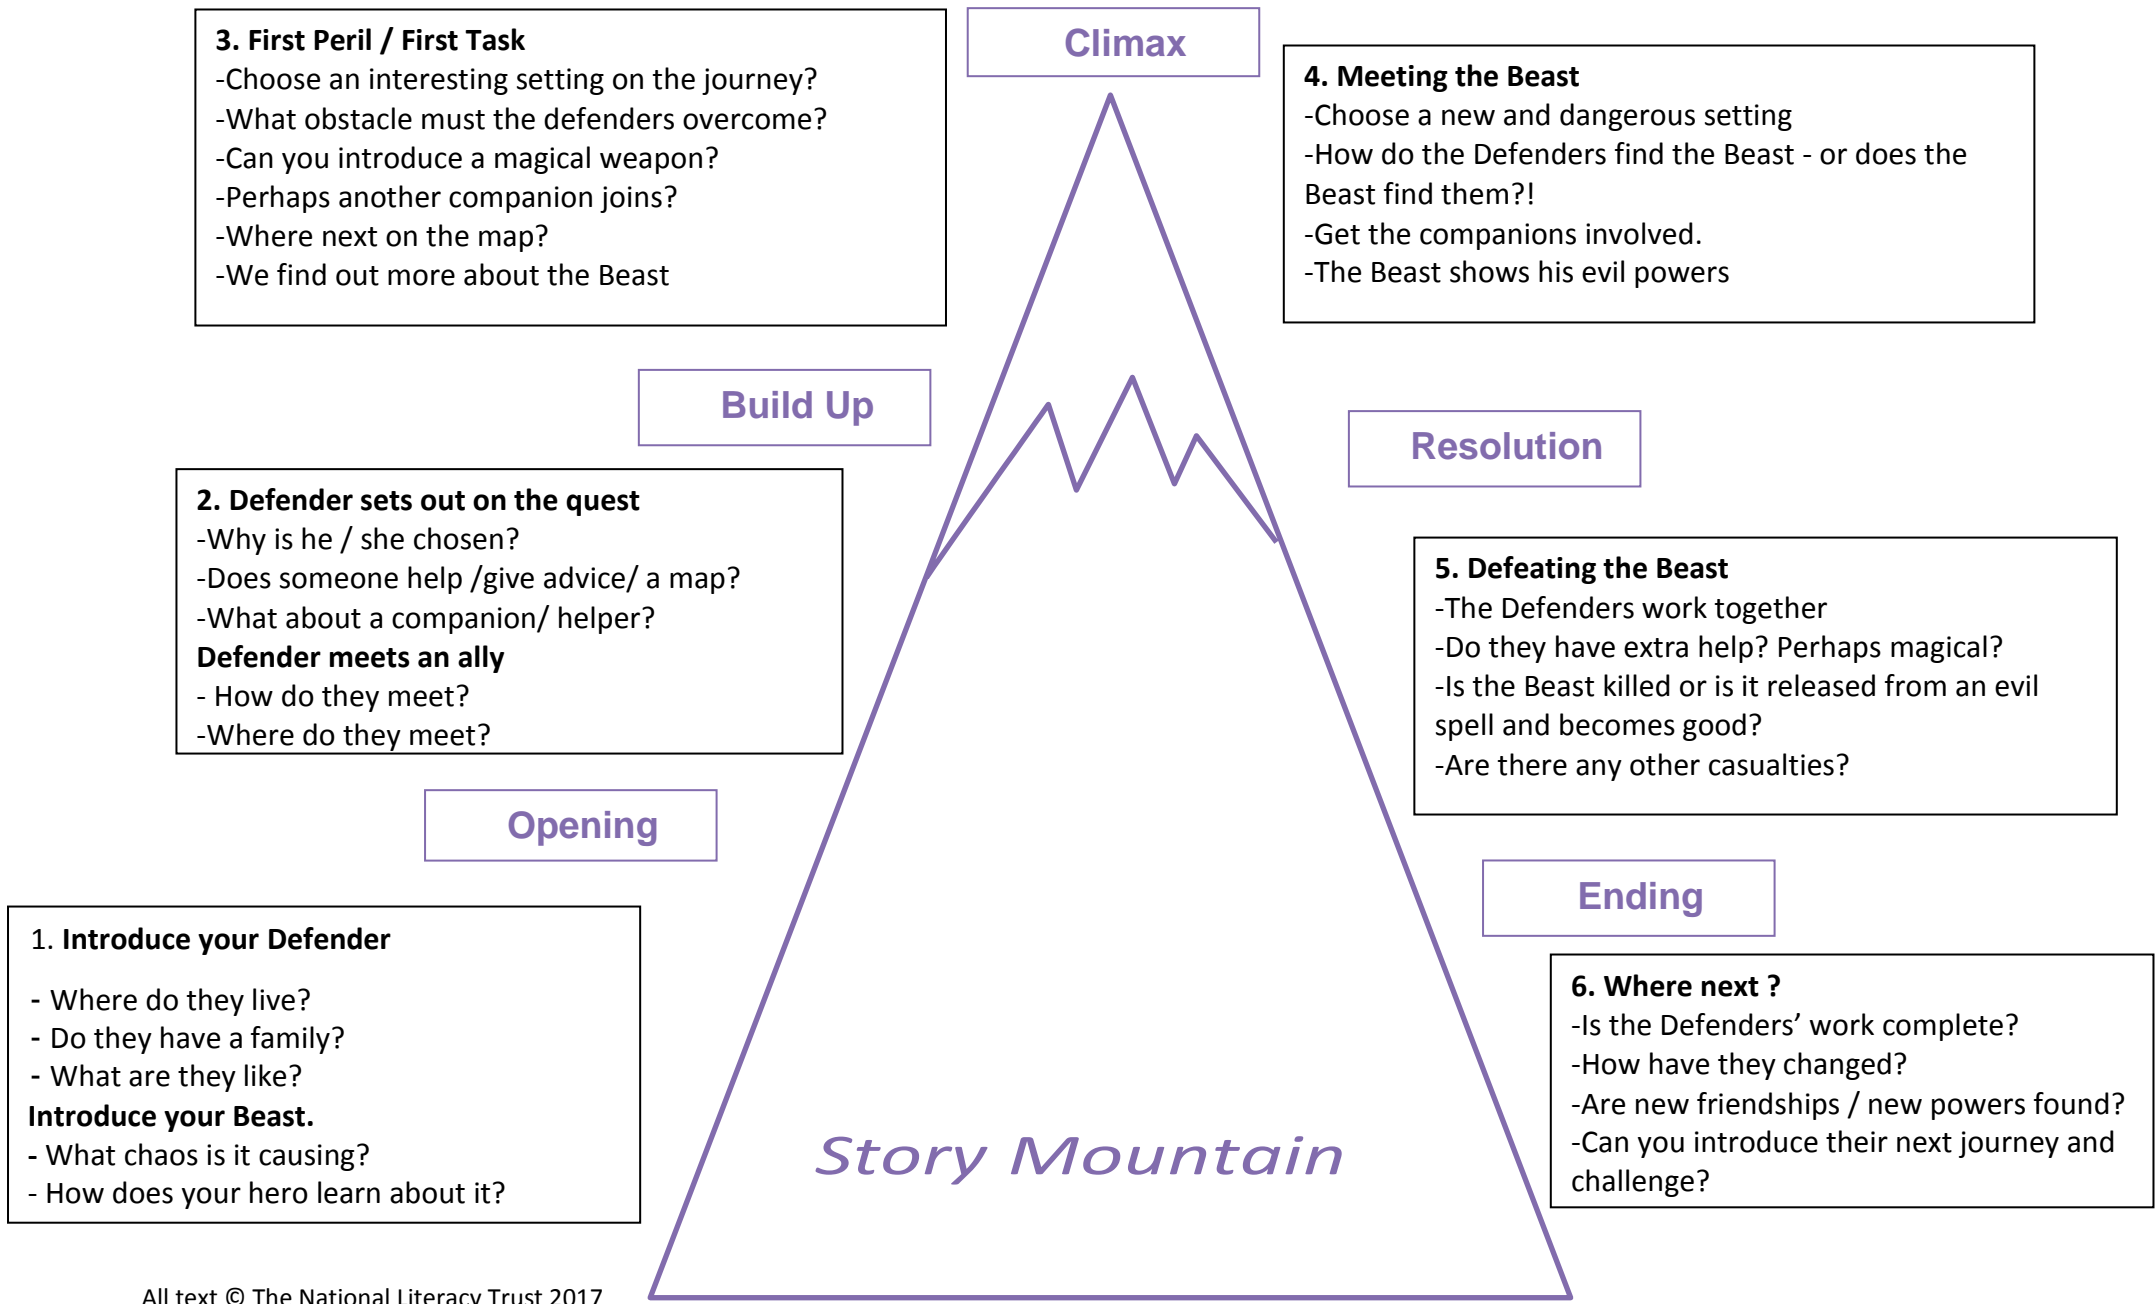 Climax
3. First Peril / First Task
-Choose an interesting setting on the journey?
-What obstacle must the defenders overcome?
-Can you introduce a magical weapon?
-Perhaps another companion joins?
-Where next on the map?
-We find out more about the Beast
4. Meeting the Beast
-Choose a new and dangerous setting
-How do the Defenders find the Beast - or does the
Beast find them?!
-Get the companions involved.
-The Beast shows his evil powers
Build Up
Resolution
2. Defender sets out on the quest
-Why is he / she chosen?
-Does someone help /give advice/ a map?
-What about a companion/ helper?
Defender meets an ally
- How do they meet?
-Where do they meet?
5. Defeating the Beast
-The Defenders work together
-Do they have extra help? Perhaps magical?
-Is the Beast killed or is it released from an evil
spell and becomes good?
-Are there any other casualties?
Opening
Ending
1. Introduce your Defender
- Where do they live?
- Do they have a family?
- What are they like?
Introduce your Beast.
- What chaos is it causing?
- How does your hero learn about it?
6. Where next ?
-Is the Defenders’ work complete?
-How have they changed?
-Are new friendships / new powers found?
-Can you introduce their next journey and
challenge?
Story Mountain
All text © The National Literacy Trust 2017